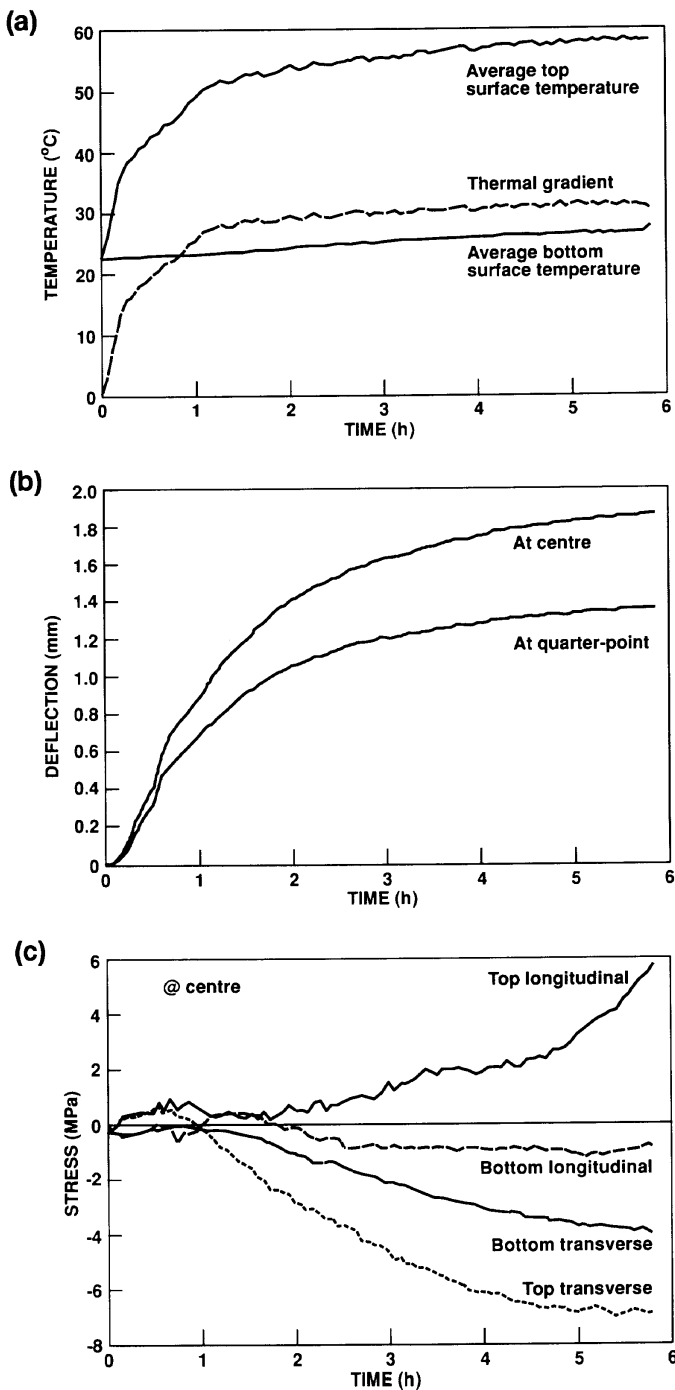 (a)
60
50
40
30
20
10
0
TEMPERATURE (°C)
Average top
surface temperature
Thermal gradient
Average bottom
surface temperature
0 1 2 3 4 5 6
TIME (h)
(b)
2.0
1.8
1.6
1.4
1.2
1.0
0.8
0.6
0.4
0.2
0
DEFLECTION (mm)
At centre
At quarter-point
0 1 2 3 4 5 6
TIME (h)
(c)
6
4
2
0
-2
-4
-6
-8
STRESS (MPa)
@ centre
Top longitudinal
Bottom longitudinal
Bottom transverse
Top transverse
0 1 2 3 4 5 6
TIME (h)